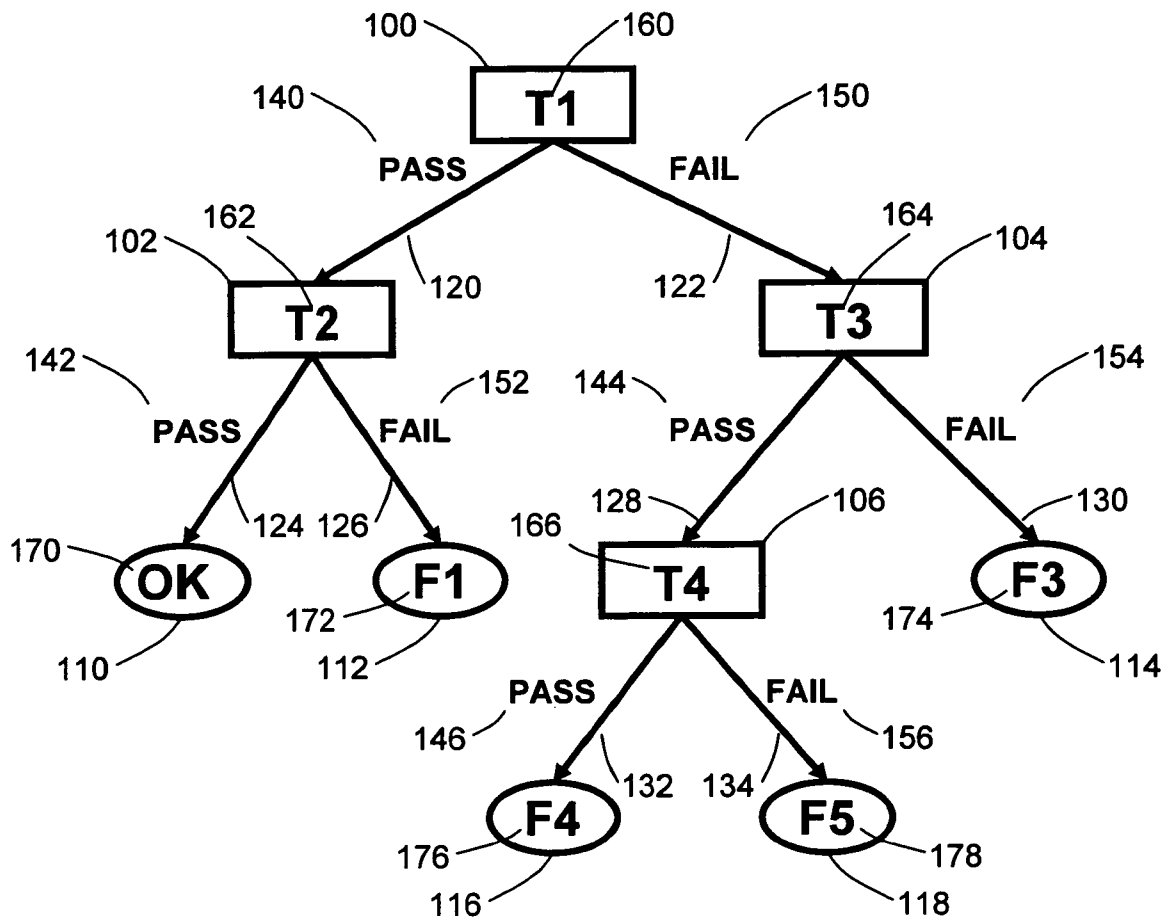 100 160
140 T1 150
PASS FAIL
162 164
102 120 122 104
T2 T3
142 152 144 154
PASS FAIL PASS FAIL
124 126 128 106 130
170 166
OK F1 T4 F3
172 174
110 112 114
PASS FAIL
146 156
132 134
F4 F5
176 178
116 118